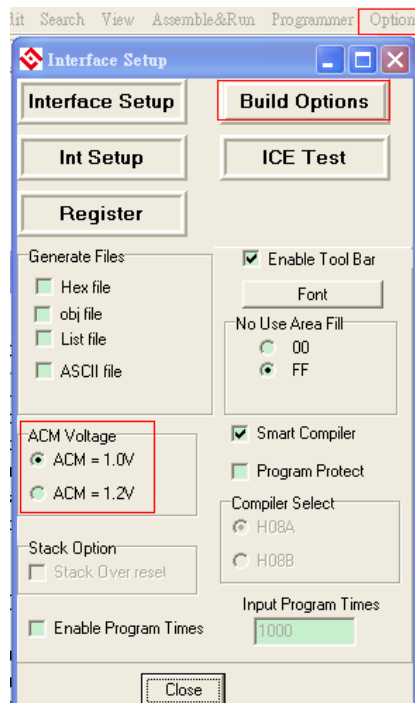 Search View Assemble&Run Programmer Option
Interface Setup
Interface Setup Build Options
Int Setup ICE Test
Register
Generate Files
Hex file
obj file
List file
ASCII file
Enable Tool Bar
Font
No Use Area Fill
00
FF
ACM Voltage
ACM = 1.0V
ACM = 1.2V
Smart Compiler
Program Protect
Compiler Select
H08A
H08B
Stack Option
Stack Over reset
Enable Program Times
Input Program Times
1000
Close